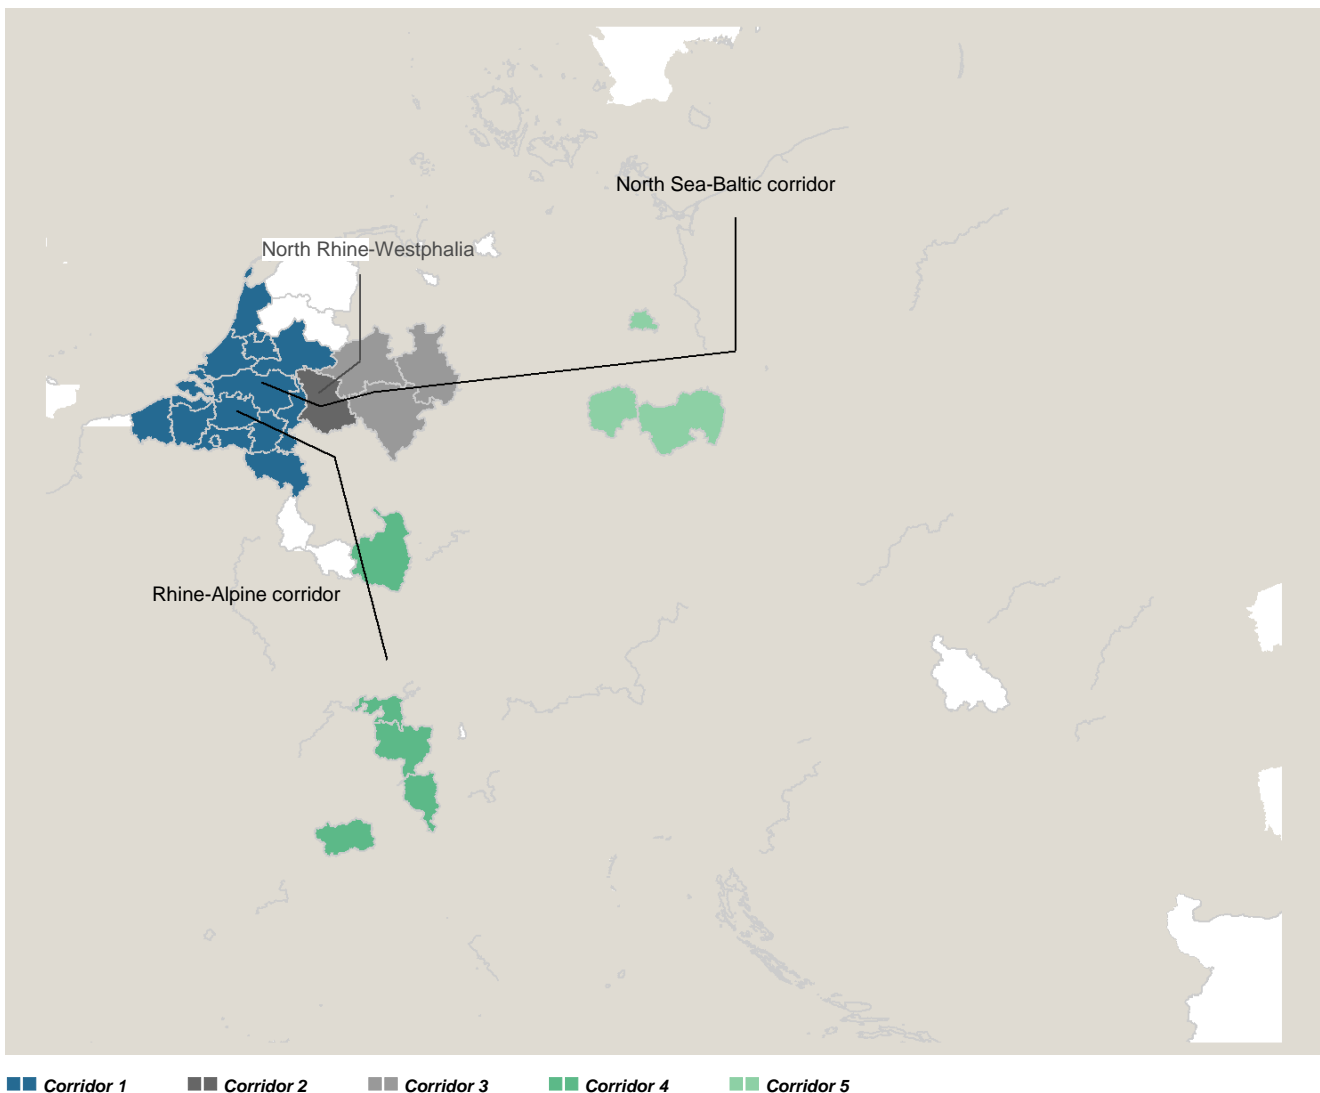 North Sea-Baltic corridor
North Rhine-Westphalia
Rhine-Alpine corridor
Corridor 1
Corridor 2
Corridor 3
Corridor 4
Corridor 5